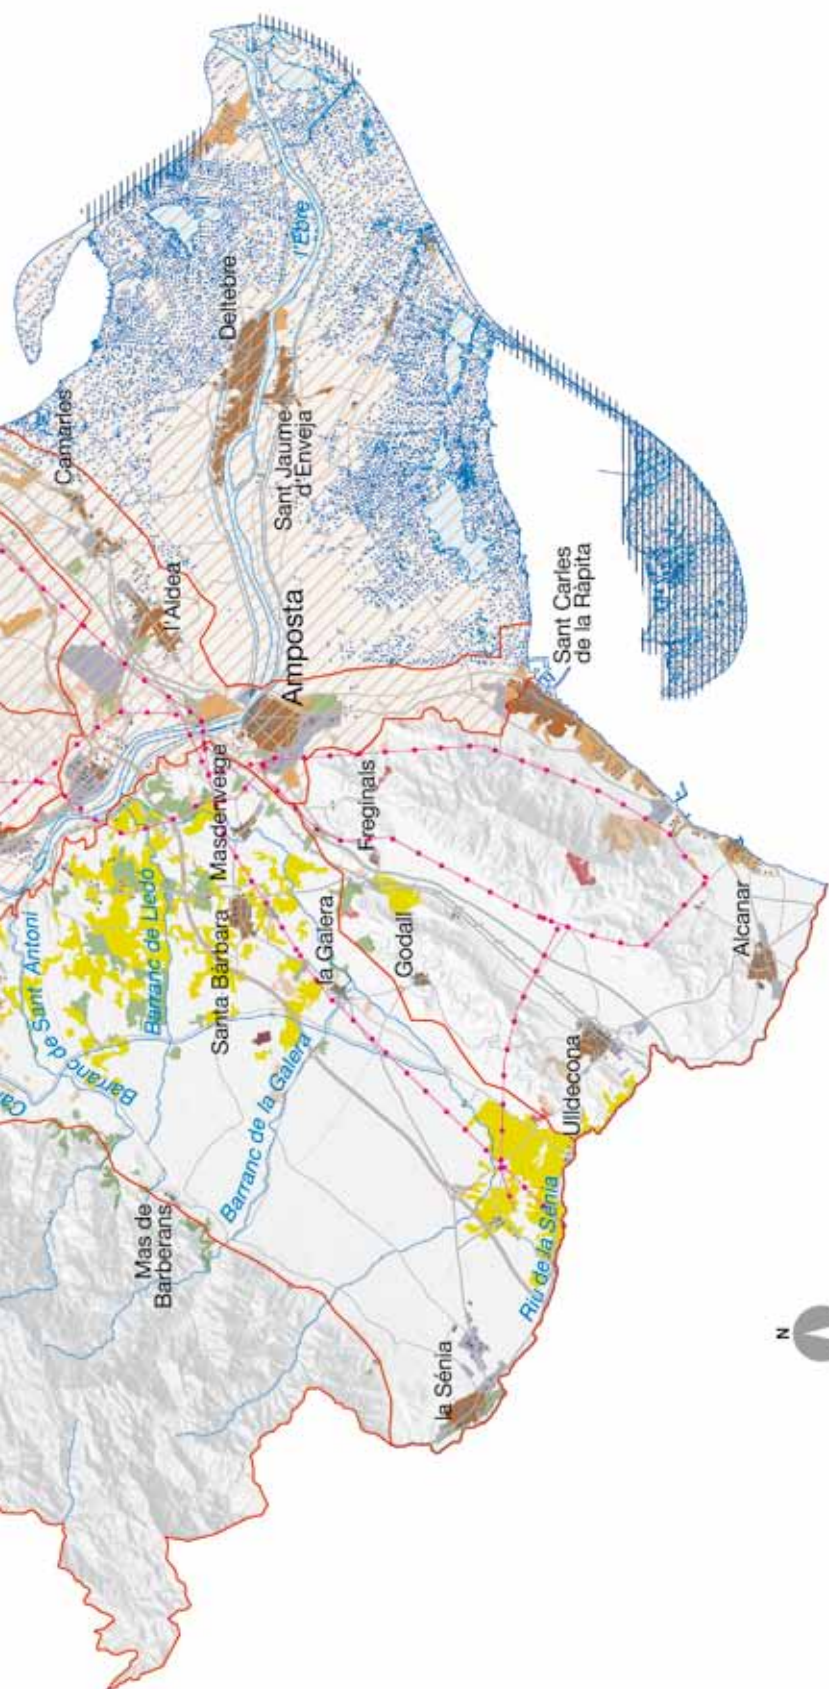 l'Ebre
Deltebre
Camarles
Sant Jaume
d'Enveja
l'Aldea
Amposta
Sant Carles
de la Ràpita
Masdenverge
Freginals
Barranc de Lledó
Santa Bàrbara
la Galera
Godall
Alcanar
Barranc de Sant Antoni
Barranc de la Galera
Ulldecona
Mas de
Barberans
Riu de la Sénia
la Sénia
N